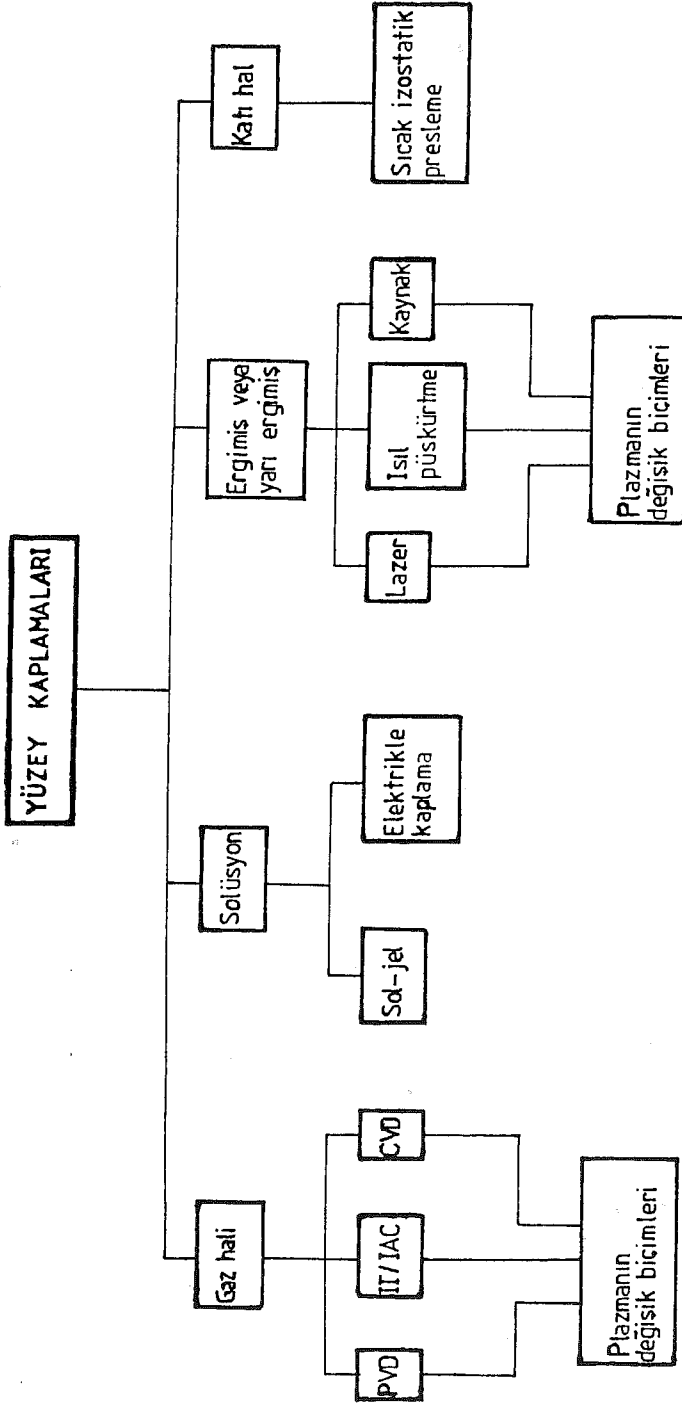 YÜZEY KAPLAMALARI
Gaz hali
Solüsyon
Ergimiş veya
yarı ergimiş
Katı hal
PVD
II/IAC
CVD
Sol-jel
Elektrikle
kaplama
Lazer
Isıl
püskürtme
Kaynak
Sıcak izostatik
presleme
Plazmanın
değişik biçimleri
Plazmanın
değişik biçimleri